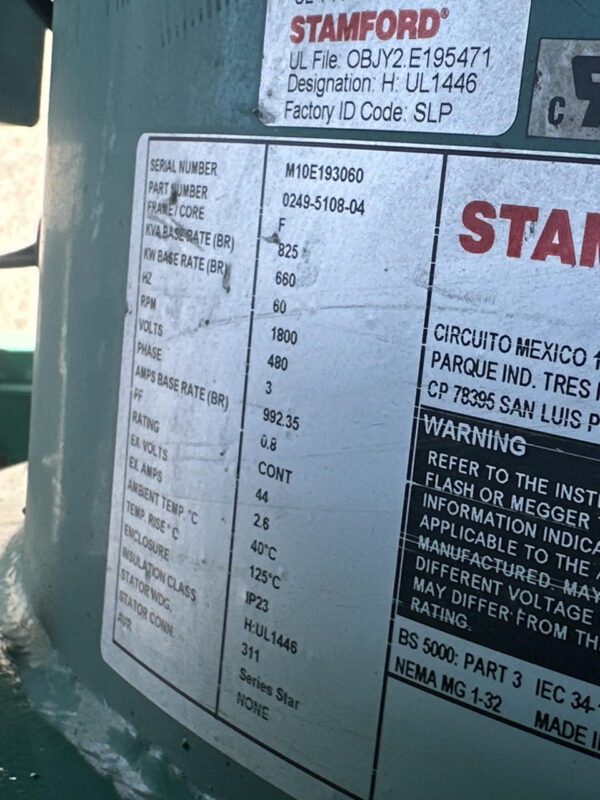 STAMFORD®
UL File: OBJY2.E195471
Designation: H: UL1446
Factory ID Code: SLP
C
SERIAL NUMBER M10E193060
PART NUMBER 0249-5108-04
FRAME / CORE F
KVA BASE RATE (BR) 825
KW BASE RATE (BR) 660
HZ 60
RPM 1800
VOLTS 480
PHASE 3
AMPS BASE RATE (BR) 992.35
PF 0.8
RATING CONT
EX. VOLTS 44
EX. AMPS 2.6
AMBIENT TEMP. °C 40°C
TEMP. RISE °C 125°C
ENCLOSURE IP23
INSULATION CLASS H:UL1446
STATOR WDG. 311
STATOR CONN. Series Star
AVR NONE
STAM
CIRCUITO MEXICO 1
PARQUE IND. TRES
CP 78395 SAN LUIS P
WARNING
REFER TO THE INST
FLASH OR MEGGER
INFORMATION INDICA
APPLICABLE TO THE A
MANUFACTURED. MAY
DIFFERENT VOLTAGE
MAY DIFFER FROM TH
RATING.
BS 5000: PART 3 IEC 34-
NEMA MG 1-32 MADE I